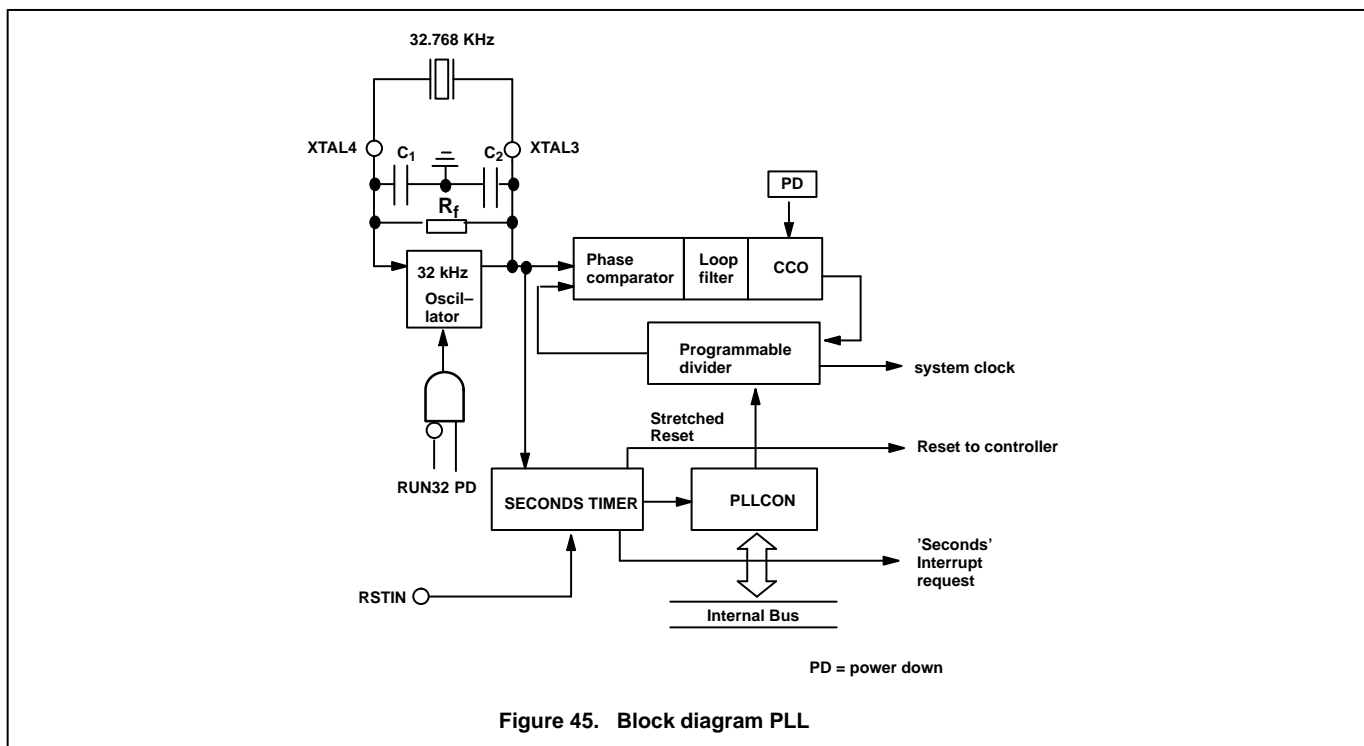 32.768 KHz
XTAL4
C1
C2
XTAL3
Rf
PD
Phase
comparator
Loop
filter
CCO
32 kHz
Oscil–
lator
Programmable
divider
system clock
Stretched
Reset
Reset to controller
RUN32 PD
SECONDS TIMER
PLLCON
'Seconds'
Interrupt
request
RSTIN
Internal Bus
PD = power down
Figure 45. Block diagram PLL